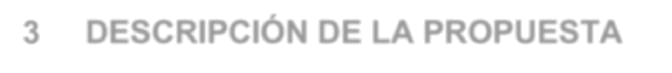 3 DESCRIPCIÓN DE LA PROPUESTA